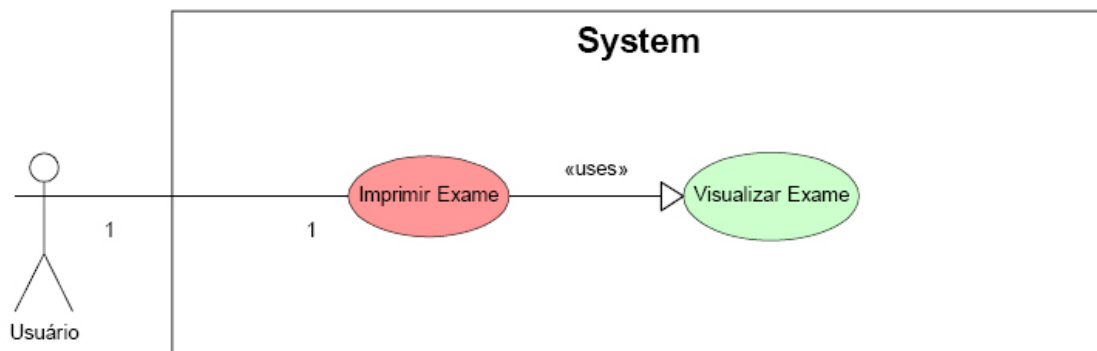 System
«uses»
Imprimir Exame
Visualizar Exame
1
1
Usuário